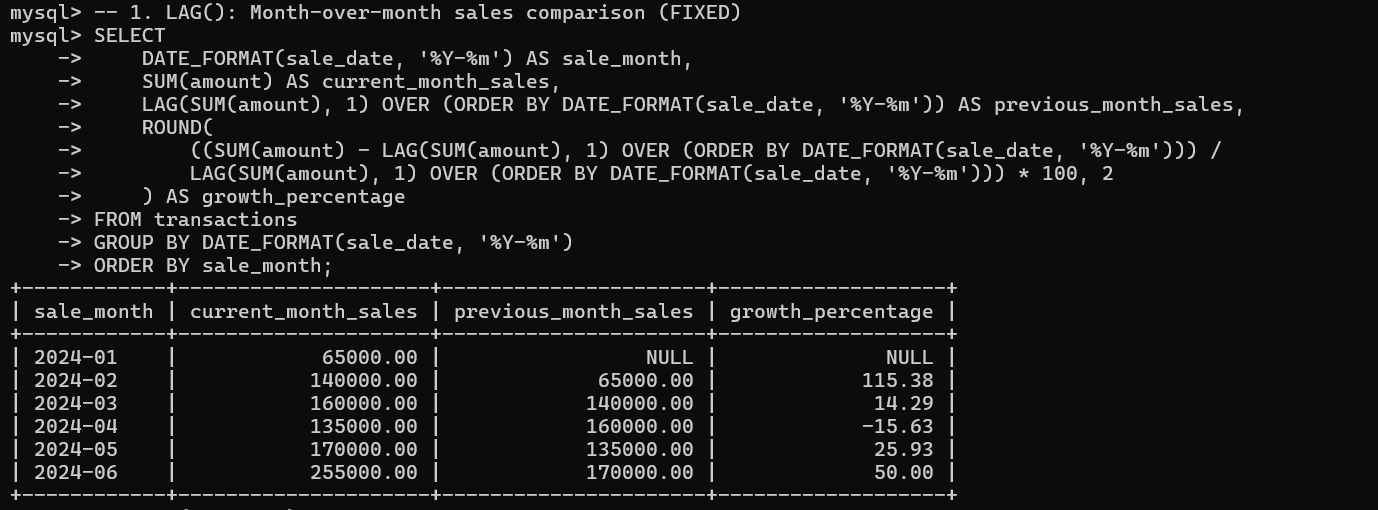 mysql> -- 1. LAG(): Month-over-month sales comparison (FIXED)
mysql> SELECT
    ->     DATE_FORMAT(sale_date, '%Y-%m') AS sale_month,
    ->     SUM(amount) AS current_month_sales,
    ->     LAG(SUM(amount), 1) OVER (ORDER BY DATE_FORMAT(sale_date, '%Y-%m')) AS previous_month_sales,
    ->     ROUND(
    ->         ((SUM(amount) - LAG(SUM(amount), 1) OVER (ORDER BY DATE_FORMAT(sale_date, '%Y-%m'))) /
    ->         LAG(SUM(amount), 1) OVER (ORDER BY DATE_FORMAT(sale_date, '%Y-%m'))) * 100, 2
    ->     ) AS growth_percentage
    -> FROM transactions
    -> GROUP BY DATE_FORMAT(sale_date, '%Y-%m')
    -> ORDER BY sale_month;
+------------+---------------------+----------------------+-------------------+
| sale_month | current_month_sales | previous_month_sales | growth_percentage |
+------------+---------------------+----------------------+-------------------+
| 2024-01    |            65000.00 |                 NULL |              NULL |
| 2024-02    |           140000.00 |             65000.00 |            115.38 |
| 2024-03    |           160000.00 |            140000.00 |             14.29 |
| 2024-04    |           135000.00 |            160000.00 |            -15.63 |
| 2024-05    |           170000.00 |            135000.00 |             25.93 |
| 2024-06    |           255000.00 |            170000.00 |             50.00 |
+------------+---------------------+----------------------+-------------------+